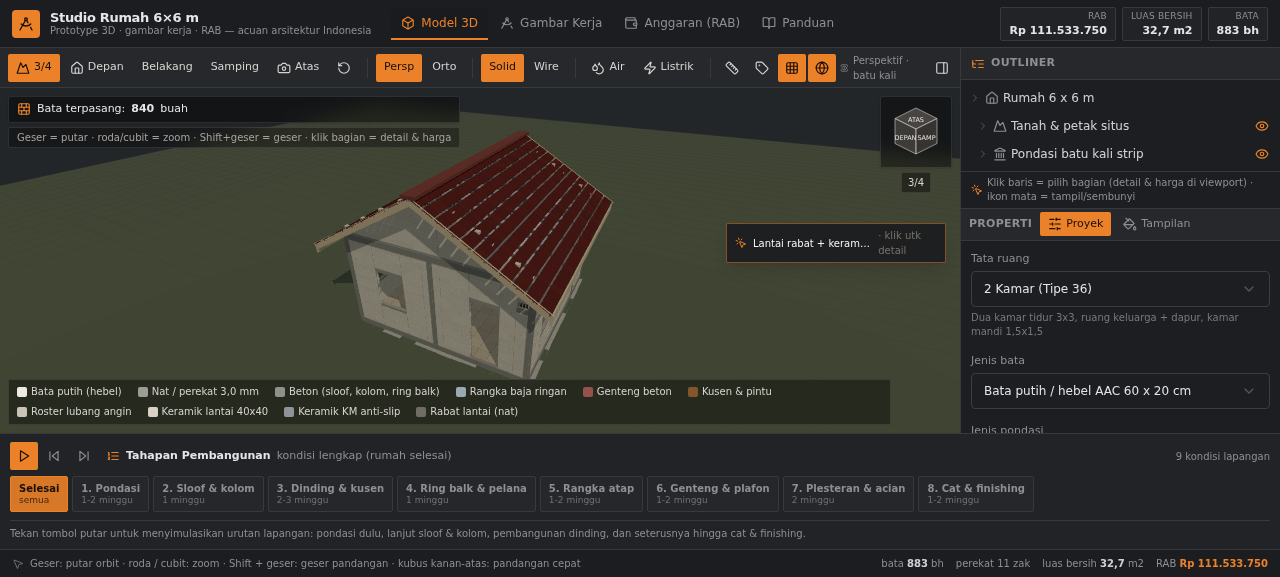 Studio Rumah 6×6 m
Prototype 3D · gambar kerja · RAB — acuan arsitektur Indonesia
Model 3D
Gambar Kerja
Anggaran (RAB)
Panduan
RAB
Rp 111.533.750
LUAS BERSIH
32,7 m2
BATA
883 bh
3/4
Depan
Belakang
Samping
Atas
Persp
Orto
Solid
Wire
Air
Listrik
Perspektif ·
batu kali
Bata terpasang: 840 buah
Geser = putar · roda/cubit = zoom · Shift+geser = geser · klik bagian = detail & harga
ATAS
DEPAN
SAMP
3/4
Lantai rabat + keram…
· klik utk
detail
Bata putih (hebel)
Nat / perekat 3,0 mm
Beton (sloof, kolom, ring balk)
Rangka baja ringan
Genteng beton
Kusen & pintu
Roster lubang angin
Keramik lantai 40x40
Keramik KM anti-slip
Rabat lantai (nat)
OUTLINER
Rumah 6 x 6 m
Tanah & petak situs
Pondasi batu kali strip
Klik baris = pilih bagian (detail & harga di viewport) ·
ikon mata = tampil/sembunyi
PROPERTI
Proyek
Tampilan
Tata ruang
2 Kamar (Tipe 36)
Dua kamar tidur 3x3, ruang keluarga + dapur, kamar
mandi 1,5x1,5
Jenis bata
Bata putih / hebel AAC 60 x 20 cm
Jenis pondasi
Tahapan Pembangunan kondisi lengkap (rumah selesai)
9 kondisi lapangan
Selesai
semua
1. Pondasi
1-2 minggu
2. Sloof & kolom
1 minggu
3. Dinding & kusen
2-3 minggu
4. Ring balk & pelana
1 minggu
5. Rangka atap
1-2 minggu
6. Genteng & plafon
1-2 minggu
7. Plesteran & acian
2 minggu
8. Cat & finishing
1-2 minggu
Tekan tombol putar untuk menyimulasikan urutan lapangan: pondasi dulu, lanjut sloof & kolom, pembangunan dinding, dan seterusnya hingga cat & finishing.
Geser: putar orbit · roda / cubit: zoom · Shift + geser: geser pandangan · kubus kanan-atas: pandangan cepat
bata 883 bh
perekat 11 zak
luas bersih 32,7 m2
RAB Rp 111.533.750